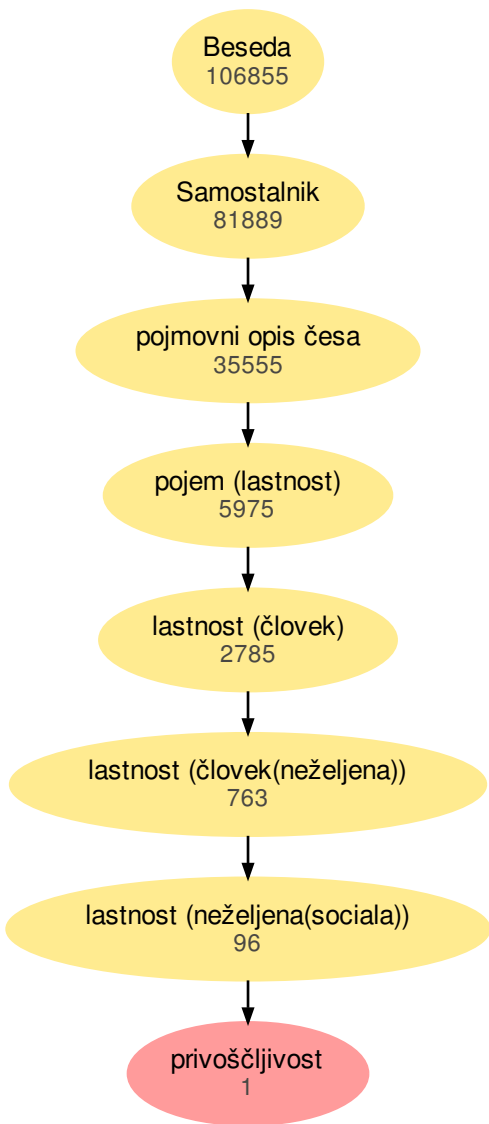 Beseda
106855
Samostalnik
81889
pojmovni opis česa
35555
pojem (lastnost)
5975
lastnost (človek)
2785
lastnost (človek(neželjena))
763
lastnost (neželjena(sociala))
96
privoščljivost
1